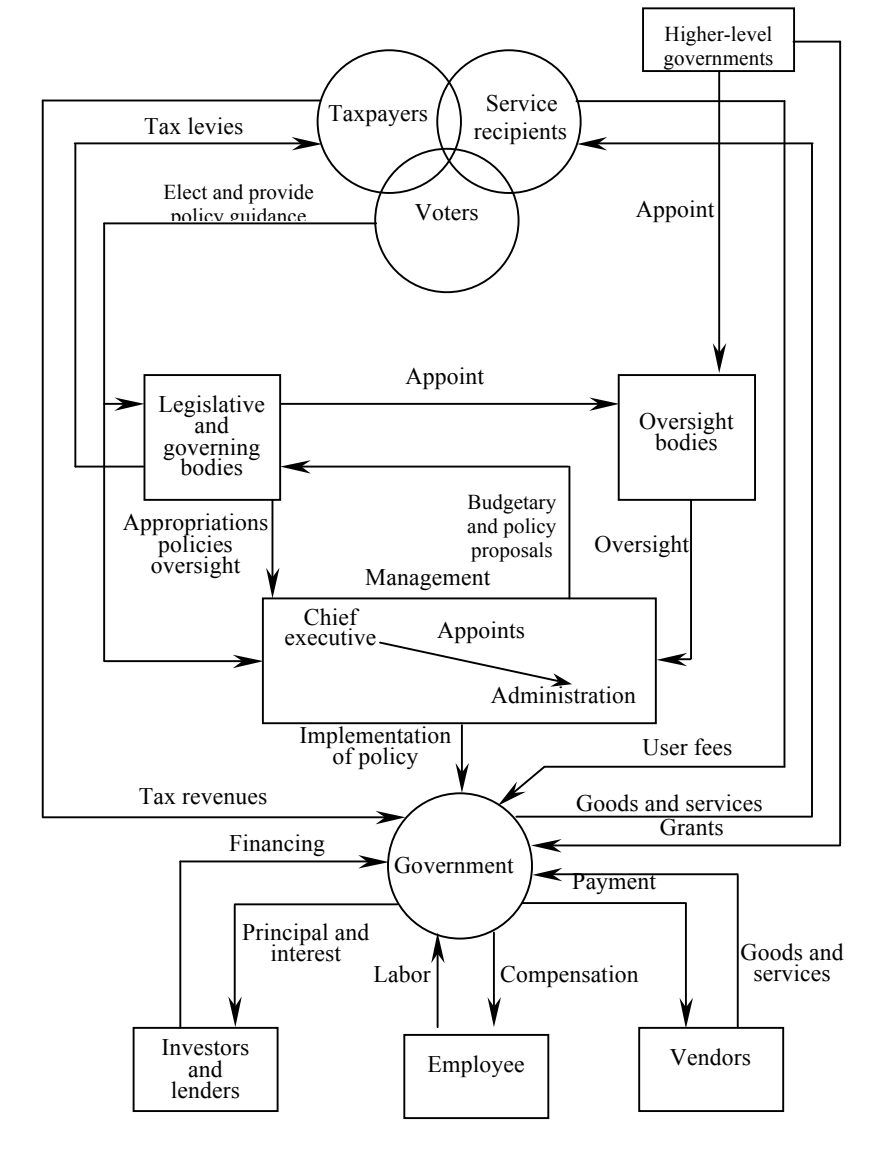 Higher-level
governments
Taxpayers
Service
recipients
Tax levies
Elect and provide
policy guidance
Voters
Appoint
Appoint
Legislative
and
governing
bodies
Oversight
bodies
Appropriations
policies
oversight
Budgetary
and policy
proposals
Oversight
Management
Chief
executive
Appoints
Administration
Implementation
of policy
User fees
Tax revenues
Goods and services
Grants
Financing
Government
Payment
Principal and
interest
Labor
Compensation
Goods and
services
Investors
and
lenders
Employee
Vendors